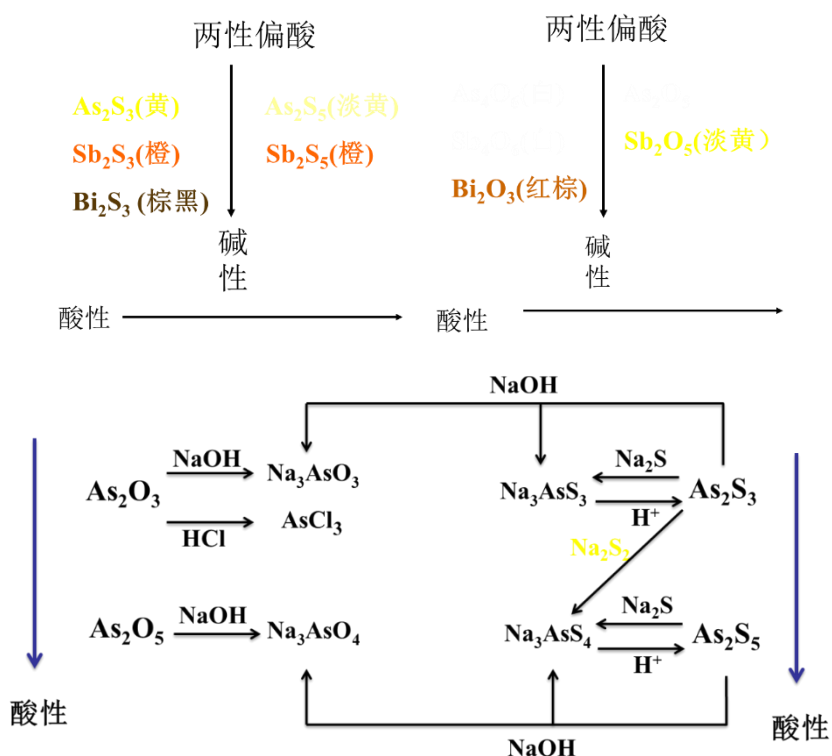 两性偏酸 两性偏酸
As₂S₃(黄) As₂S₅(淡黄)
Sb₂S₃(橙) Sb₂S₅(橙) Sb₂O₅(淡黄）
Bi₂S₃ (棕黑) Bi₂O₃(红棕)
碱性 碱性
酸性 酸性
NaOH
NaOH Na₃AsO₃ Na₂S
As₂O₃ Na₃AsS₃ As₂S₃
HCl AsCl₃ H⁺
Na₂S₂
NaOH Na₂S
As₂O₅ Na₃AsO₄ Na₃AsS₄ As₂S₅
H⁺
酸性 NaOH 酸性